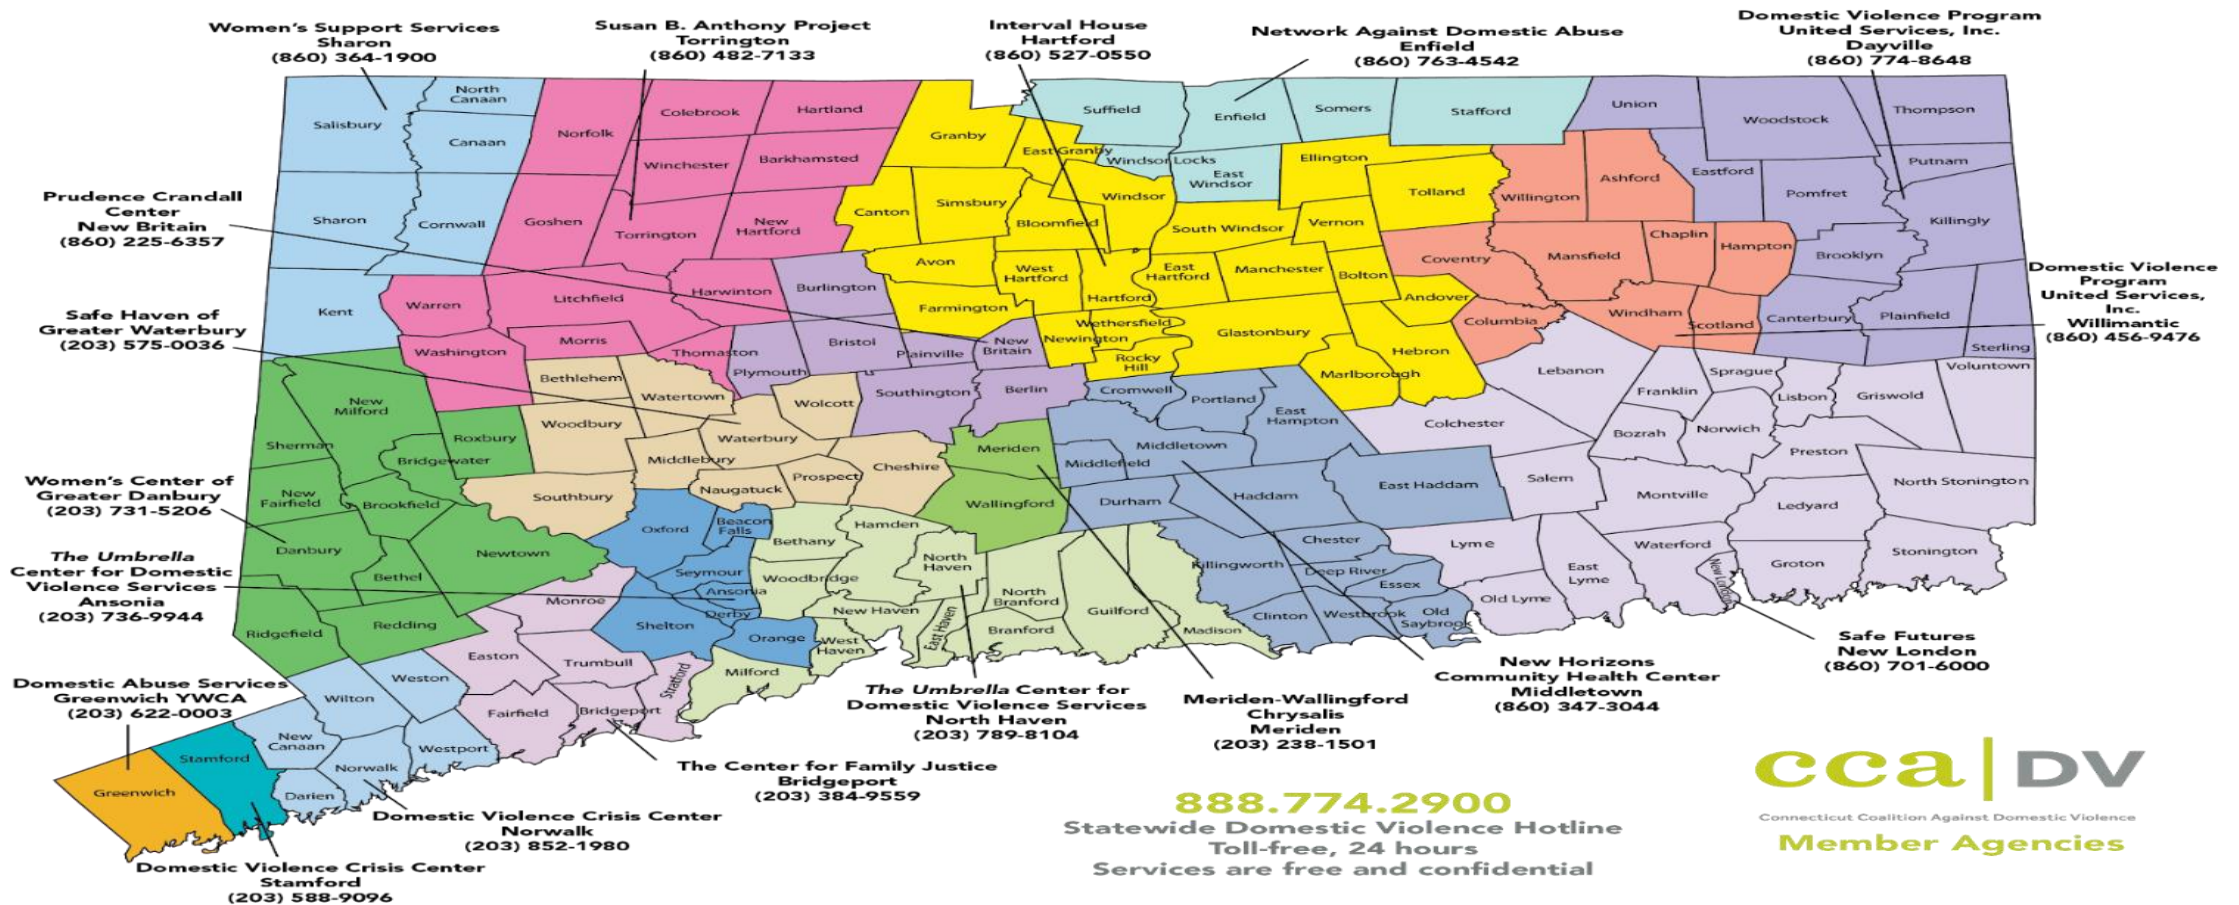 Women's Support Services
Sharon
(860) 364-1900
Susan B. Anthony Project
Torrington
(860) 482-7133
Interval House
Hartford
(860) 527-0550
Network Against Domestic Abuse
Enfield
(860) 763-4542
Domestic Violence Program
United Services, Inc.
Dayville
(860) 774-8648
Prudence Crandall
Center
New Britain
(860) 225-6357
Safe Haven of
Greater Waterbury
(203) 575-0036
Women's Center of
Greater Danbury
(203) 731-5206
The Umbrella
Center for Domestic
Violence Services
Ansonia
(203) 736-9944
Domestic Abuse Services
Greenwich YWCA
(203) 622-0003
Domestic Violence
Program
United Services,
Inc.
Willimantic
(860) 456-9476
Salisbury
North
Canaan
Canaan
Norfolk
Colebrook
Hartland
Granby
East Granby
Suffield
Enfield
Somers
Stafford
Union
Woodstock
Thompson
Winchester
Barkhamsted
Windsor Locks
East
Windsor
Ellington
Tolland
Willington
Ashford
Eastford
Pomfret
Putnam
Killingly
Sharon
Cornwall
Goshen
Torrington
New
Hartford
Canton
Simsbury
Bloomfield
Windsor
South Windsor
Vernon
Coventry
Mansfield
Chaplin
Hampton
Brooklyn
Kent
Warren
Litchfield
Harwinton
Burlington
Avon
Farmington
West
Hartford
Hartford
East
Hartford
Manchester
Bolton
Andover
Columbia
Windham
Scotland
Canterbury
Plainfield
Sterling
Washington
Morris
Thomaston
Plymouth
Bristol
Plainville
New
Britain
Wethersfield
Newington
Rocky
Hill
Glastonbury
Hebron
Marlborough
Lebanon
Franklin
Sprague
Lisbon
Griswold
Voluntown
Bethlehem
Watertown
Wolcott
Southington
Berlin
Cromwell
Portland
East
Hampton
Colchester
Bozrah
Norwich
Preston
New
Milford
Sherman
Roxbury
Bridgewater
Woodbury
Waterbury
Middlebury
Naugatuck
Prospect
Cheshire
Meriden
Middletown
Middlefield
New
Fairfield
Brookfield
Southbury
Wallingford
Durham
Haddam
East Haddam
Salem
Montville
Ledyard
North Stonington
Danbury
Bethel
Newtown
Oxford
Beacon
Falls
Bethany
Hamden
North
Haven
Woodbridge
Seymour
Ansonia
Derby
Killingworth
Chester
Deep River
Essex
Lyme
East
Lyme
Waterford
New London
Groton
Stonington
Ridgefield
Redding
Monroe
Shelton
Orange
New Haven
West
Haven
East Haven
North
Branford
Branford
Guilford
Madison
Clinton
Westbrook
Old
Saybrook
Old Lyme
Easton
Trumbull
Stratford
Milford
Weston
Wilton
Fairfield
Bridgeport
New
Canaan
Norwalk
Westport
Darien
Stamford
Greenwich
Safe Futures
New London
(860) 701-6000
New Horizons
Community Health Center
Middletown
(860) 347-3044
Meriden-Wallingford
Chrysalis
Meriden
(203) 238-1501
The Umbrella Center for
Domestic Violence Services
North Haven
(203) 789-8104
The Center for Family Justice
Bridgeport
(203) 384-9559
Domestic Violence Crisis Center
Norwalk
(203) 852-1980
Domestic Violence Crisis Center
Stamford
(203) 588-9096
888.774.2900
Statewide Domestic Violence Hotline
Toll-free, 24 hours
Services are free and confidential
cca|DV
Connecticut Coalition Against Domestic Violence
Member Agencies